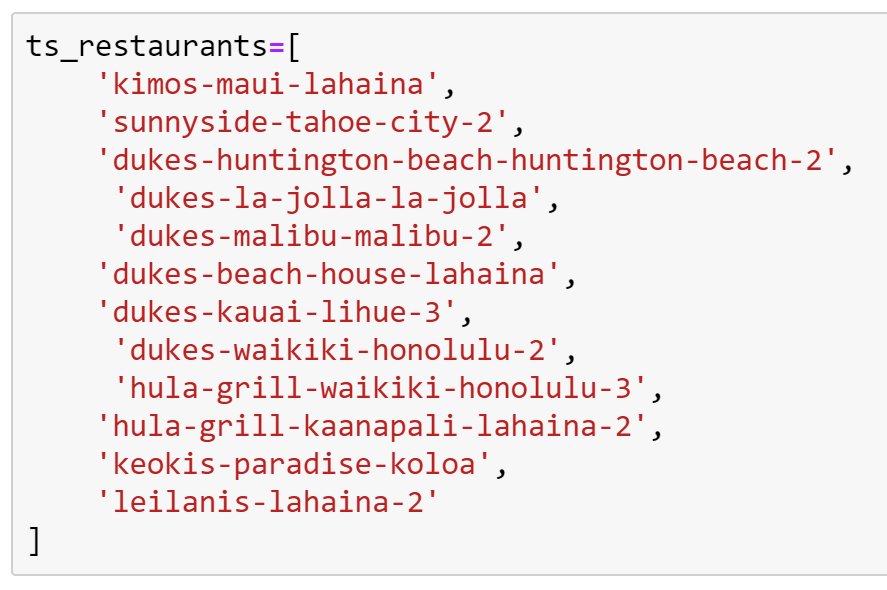 ts_restaurants=[
    'kimos-maui-lahaina',
    'sunnyside-tahoe-city-2',
    'dukes-huntington-beach-huntington-beach-2',
     'dukes-la-jolla-la-jolla',
     'dukes-malibu-malibu-2',
    'dukes-beach-house-lahaina',
    'dukes-kauai-lihue-3',
     'dukes-waikiki-honolulu-2',
     'hula-grill-waikiki-honolulu-3',
    'hula-grill-kaanapali-lahaina-2',
    'keokis-paradise-koloa',
    'leilanis-lahaina-2'
]